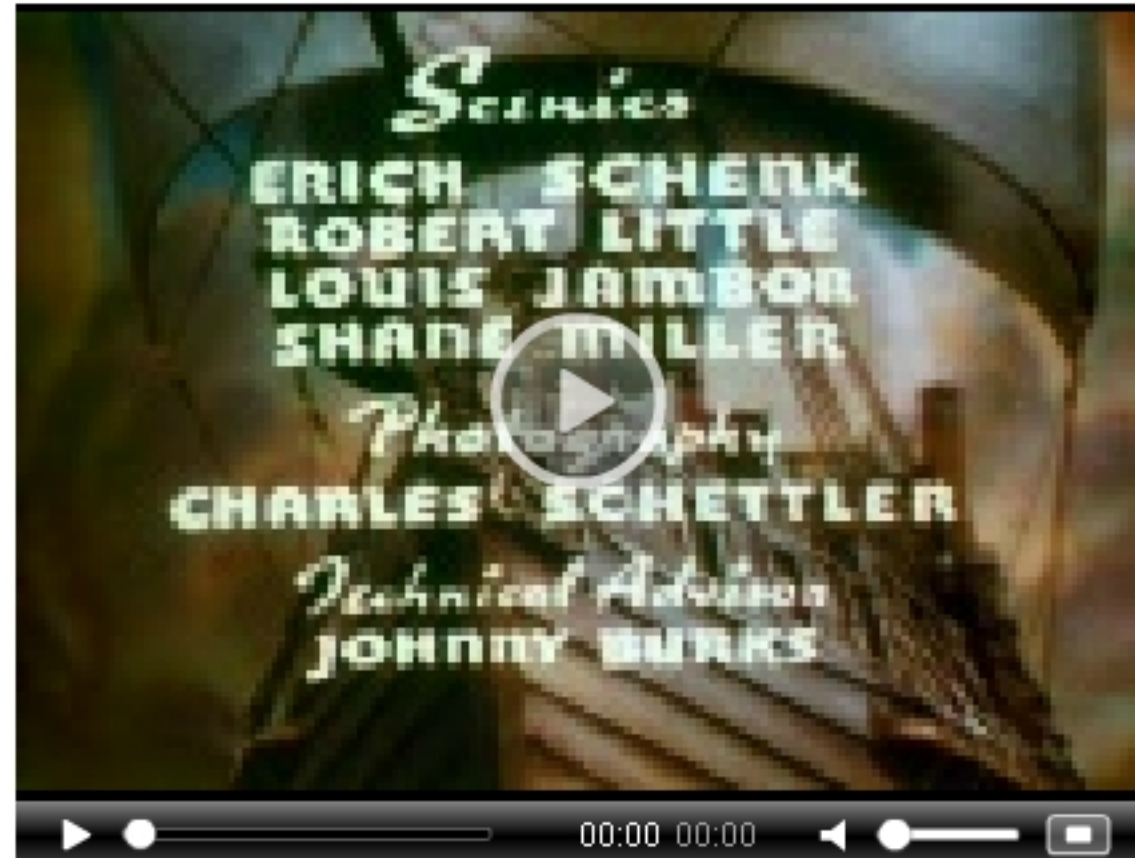 Scenics
ERICH SCHENK
ROBERT LITTLE
LOUIS JAMBOR
SHANE MILLER
Photography
CHARLES SCHETTLER
Technical Advisor
JOHNNY BURKS
00:00 00:00